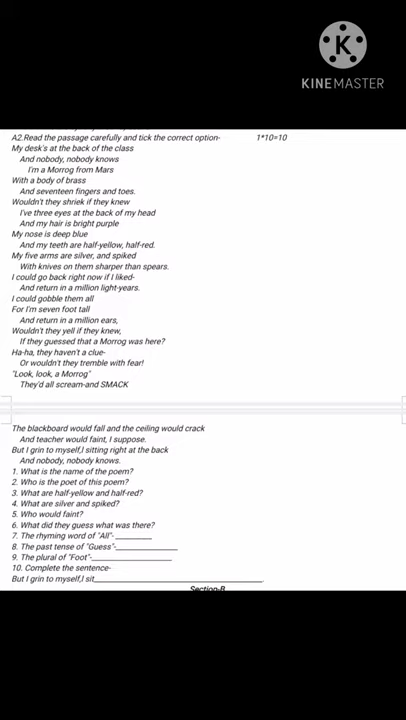 K
KINEMASTER
A2.Read the passage carefully and tick the correct option- 1*10=10
My desk's at the back of the class
And nobody, nobody knows
I'm a Morrog from Mars
With a body of brass
And seventeen fingers and toes.
Wouldn't they shriek if they knew
I've three eyes at the back of my head
And my hair is bright purple
My nose is deep blue
And my teeth are half-yellow, half-red.
My five arms are silver, and spiked
With knives on them sharper than spears.
I could go back right now if I liked-
And return in a million light-years.
I could gobble them all
For I'm seven foot tall
And return in a million ears,
Wouldn't they yell if they knew,
If they guessed that a Morrog was here?
Ha-ha, they haven't a clue-
Or wouldn't they tremble with fear!
"Look, look, a Morrog"
They'd all scream-and SMACK
The blackboard would fall and the ceiling would crack
And teacher would faint, I suppose.
But I grin to myself,I sitting right at the back
And nobody, nobody knows.
1. What is the name of the poem?
2. Who is the poet of this poem?
3. What are half-yellow and half-red?
4. What are silver and spiked?
5. Who would faint?
6. What did they guess what was there?
7. The rhyming word of "All"- ________
8. The past tense of "Guess"-______________
9. The plural of "Foot"-__________________
10. Complete the sentence-
But I grin to myself,I sit______________________________________.
Section-B